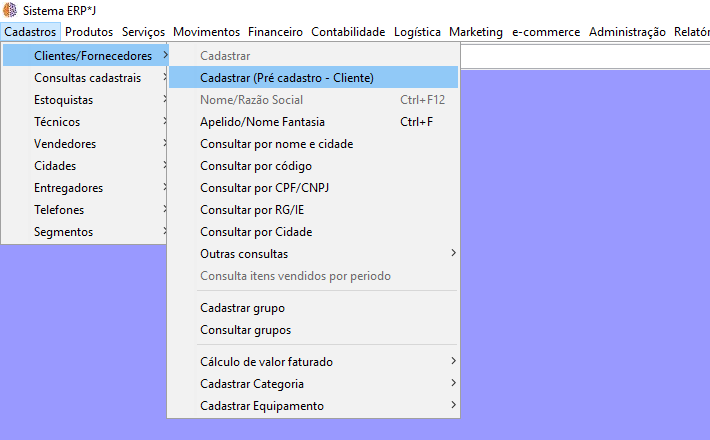 Sistema ERP*J
Cadastros Produtos Serviços Movimentos Financeiro Contabilidade Logística Marketing e-commerce Administração Relatór
Clientes/Fornecedores
Consultas cadastrais
Estoquistas
Técnicos
Vendedores
Cidades
Entregadores
Telefones
Segmentos
Cadastrar
Cadastrar (Pré cadastro - Cliente)
Nome/Razão Social Ctrl+F12
Apelido/Nome Fantasia Ctrl+F
Consultar por nome e cidade
Consultar por código
Consultar por CPF/CNPJ
Consultar por RG/IE
Consultar por Cidade
Outras consultas
Consulta itens vendidos por periodo
Cadastrar grupo
Consultar grupos
Cálculo de valor faturado
Cadastrar Categoria
Cadastrar Equipamento